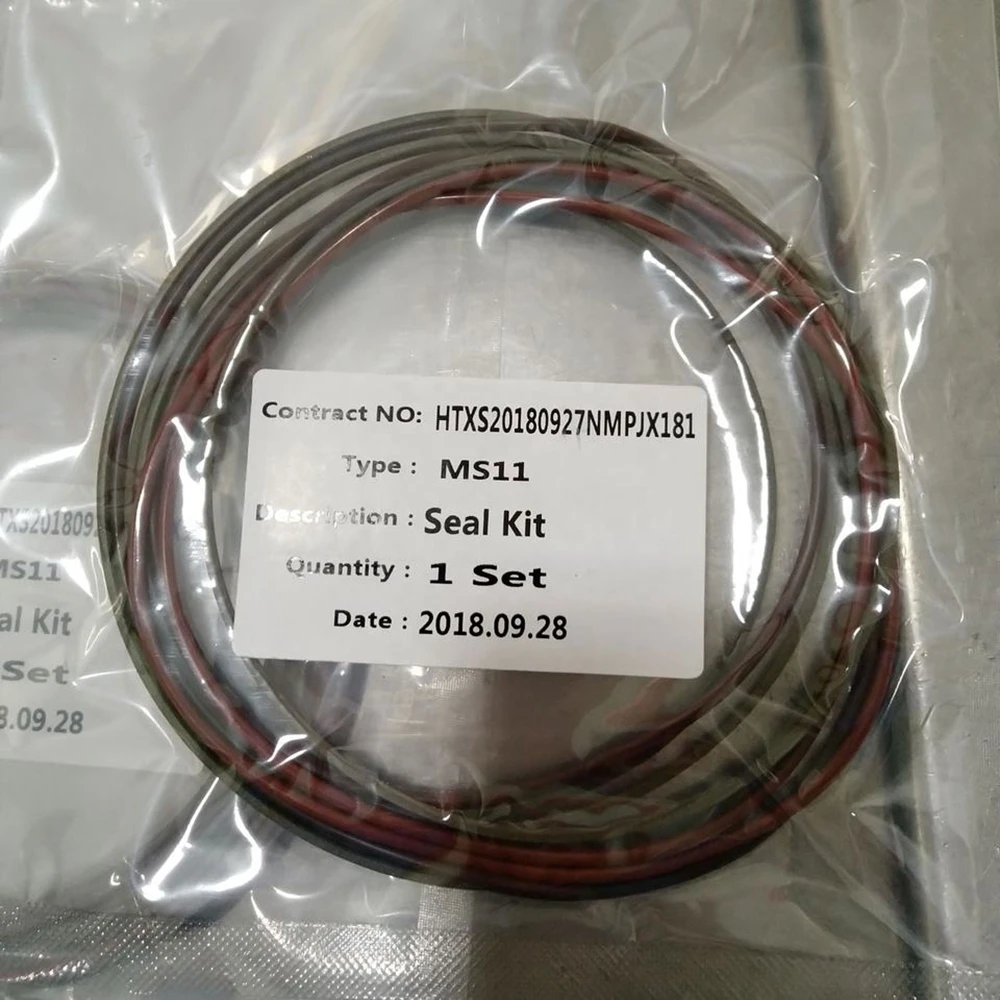 Contract NO: HTXS20180927NMPJX181
Type : MS11
Description : Seal Kit
Quantity : 1 Set
Date : 2018.09.28
TXS201809
MS11
al Kit
Set
8.09.28